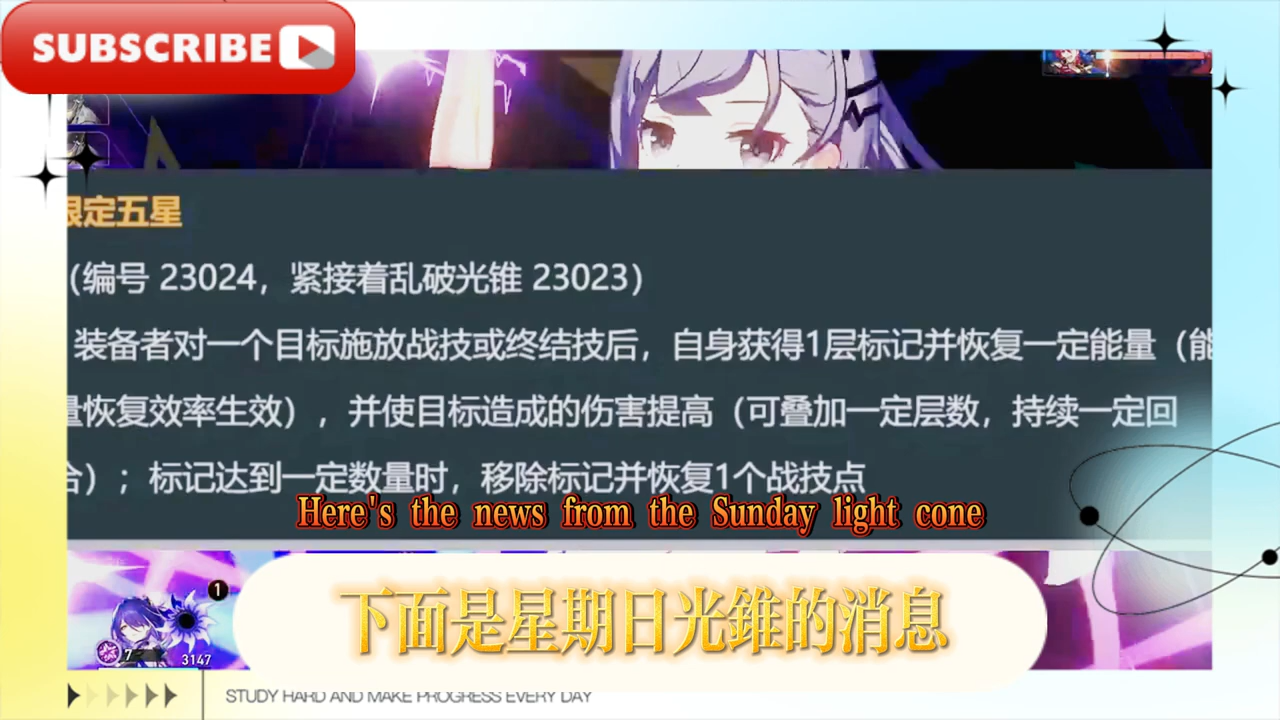 SUBSCRIBE
限定五星
（编号 23024，紧接着乱破光锥 23023）
装备者对一个目标施放战技或终结技后，自身获得1层标记并恢复一定能量（能
量恢复效率生效），并使目标造成的伤害提高（可叠加一定层数，持续一定回
合）；标记达到一定数量时，移除标记并恢复1个战技点
Here's the news from the Sunday light cone
下面是星期日光錐的消息
1
7
3147
STUDY HARD AND MAKE PROGRESS EVERY DAY